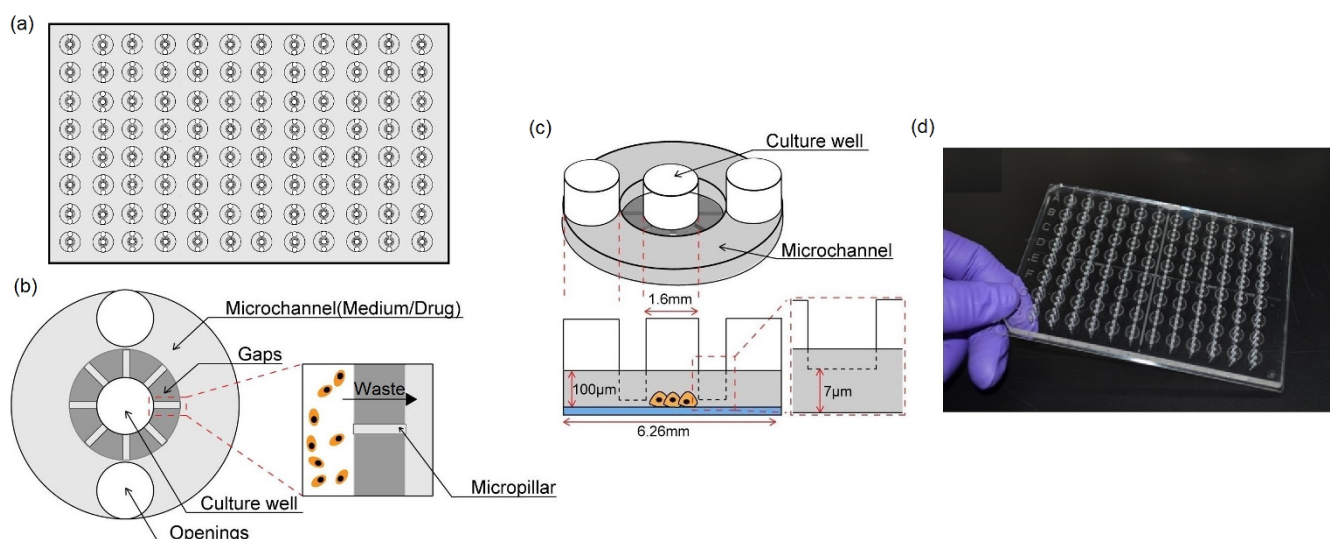 (a)
(b)
Microchannel(Medium/Drug)
Gaps
Waste
Micropillar
Culture well
Openings
(c)
Culture well
Microchannel
1.6mm
100μm
7μm
6.26mm
(d)
A
B
C
D
E
F